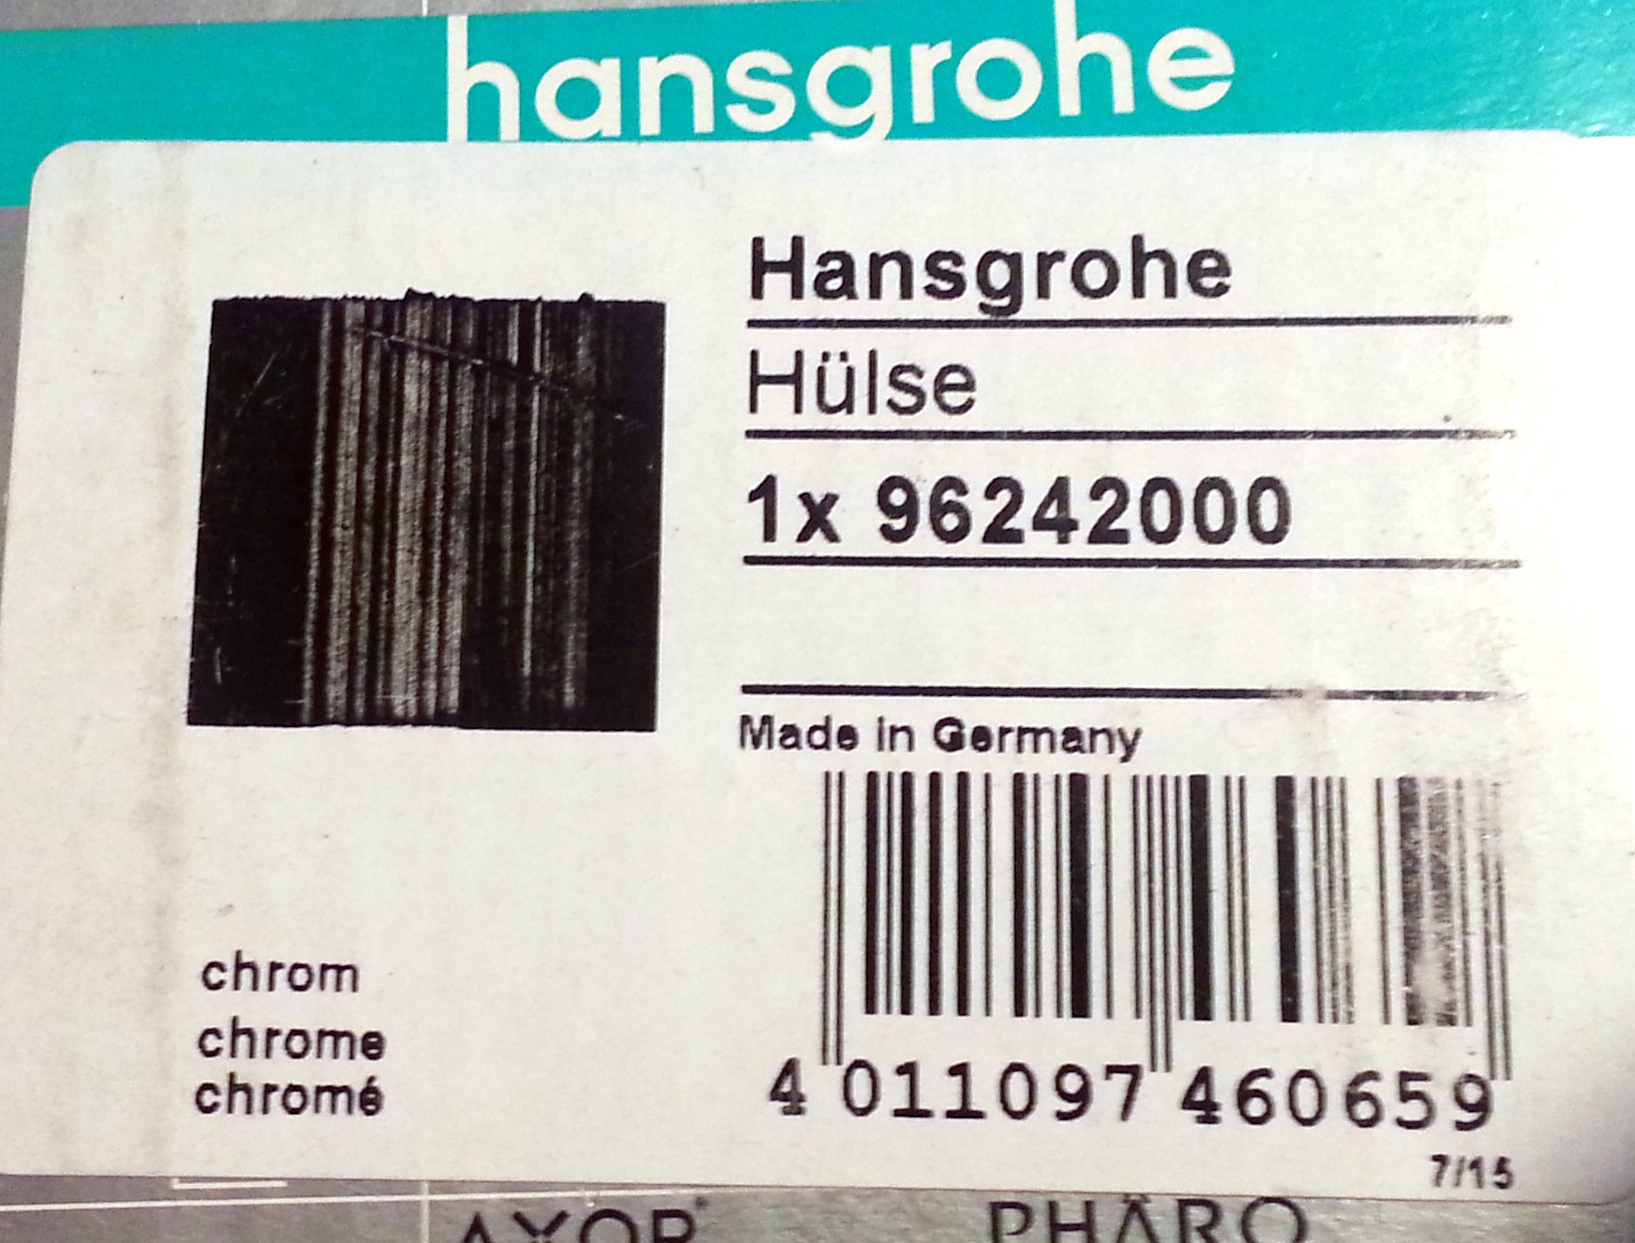 hansgrohe
Hansgrohe
Hülse
1x 96242000
Made in Germany
chrom
chrome
chromé
4 011097 460659
7/15
AXOR PHARO